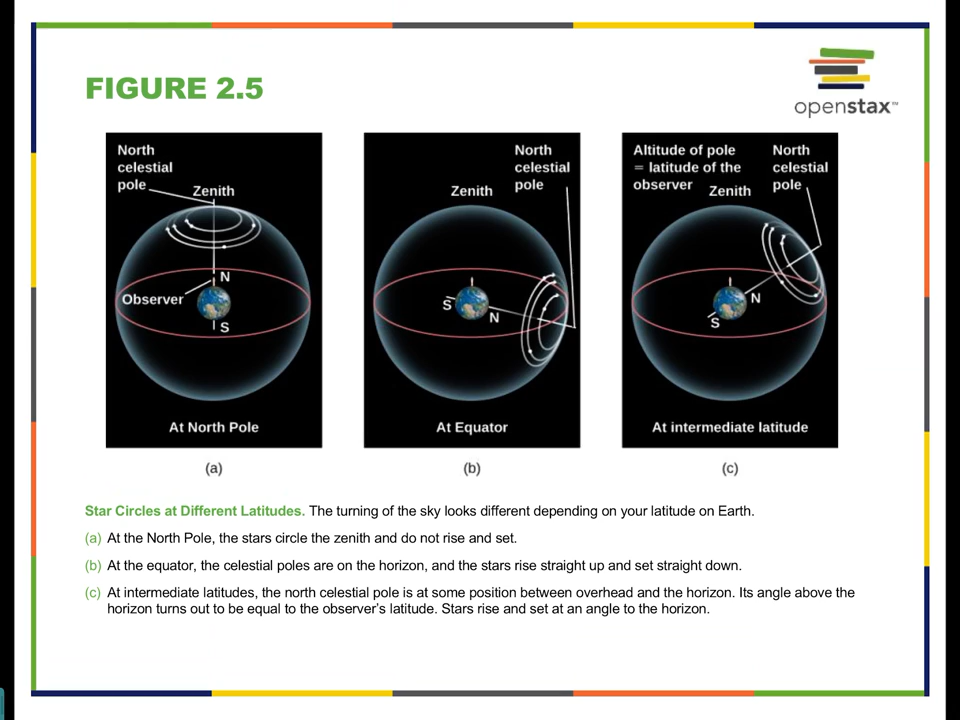 FIGURE 2.5
openstax™
North
celestial
pole
Zenith
N
Observer
S
At North Pole
(a)
North
celestial
pole
Zenith
S
N
At Equator
(b)
Altitude of pole
= latitude of the
observer
North
celestial
pole
Zenith
N
S
At intermediate latitude
(c)
Star Circles at Different Latitudes. The turning of the sky looks different depending on your latitude on Earth.
(a) At the North Pole, the stars circle the zenith and do not rise and set.
(b) At the equator, the celestial poles are on the horizon, and the stars rise straight up and set straight down.
(c) At intermediate latitudes, the north celestial pole is at some position between overhead and the horizon. Its angle above the
horizon turns out to be equal to the observer's latitude. Stars rise and set at an angle to the horizon.